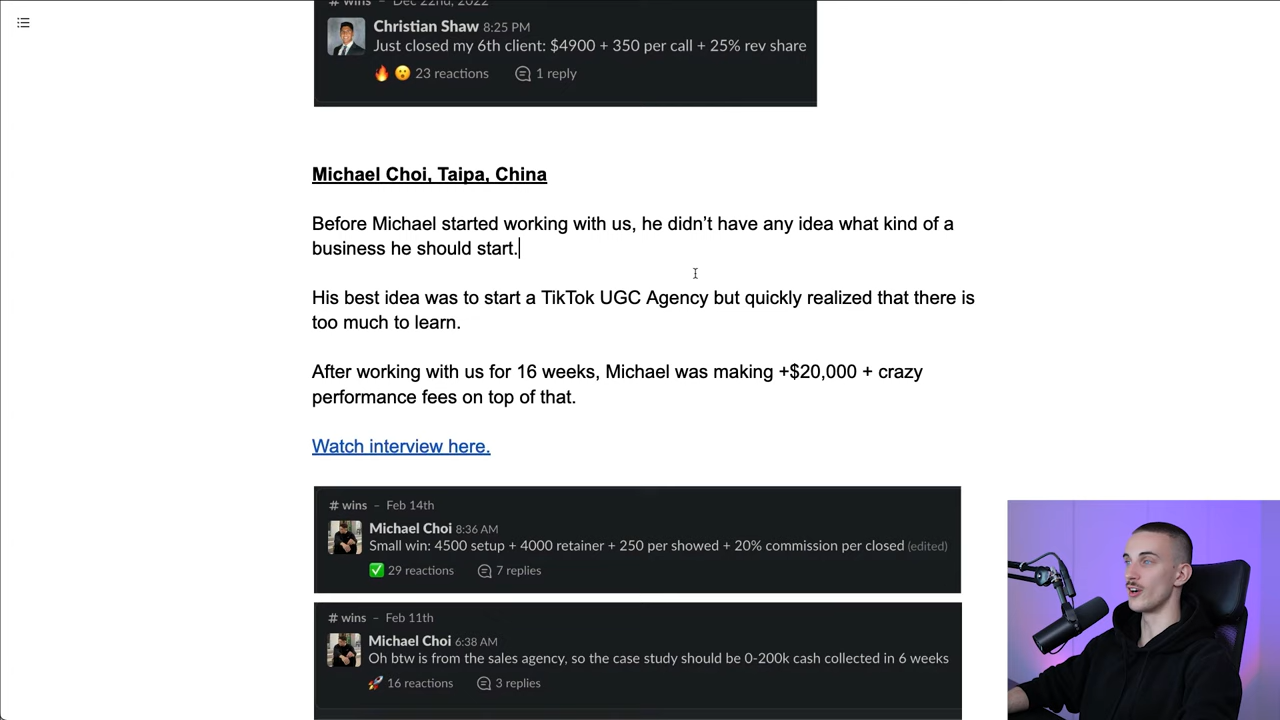 # wins – Dec 22nd, 2022
Christian Shaw 8:25 PM
Just closed my 6th client: $4900 + 350 per call + 25% rev share
23 reactions 1 reply
Michael Choi, Taipa, China
Before Michael started working with us, he didn’t have any idea what kind of a
business he should start.
His best idea was to start a TikTok UGC Agency but quickly realized that there is
too much to learn.
After working with us for 16 weeks, Michael was making +$20,000 + crazy
performance fees on top of that.
Watch interview here.
# wins – Feb 14th
Michael Choi 8:36 AM
Small win: 4500 setup + 4000 retainer + 250 per showed + 20% commission per closed (edited)
29 reactions 7 replies
# wins – Feb 11th
Michael Choi 6:38 AM
Oh btw is from the sales agency, so the case study should be 0-200k cash collected in 6 weeks
16 reactions 3 replies